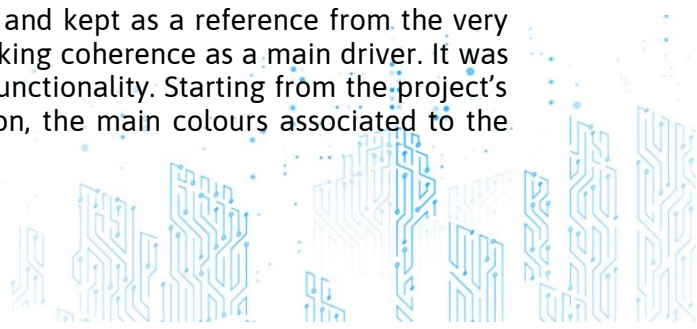 and kept as a reference from the very
king coherence as a main driver. It was
unctionality. Starting from the project's
on, the main colours associated to the